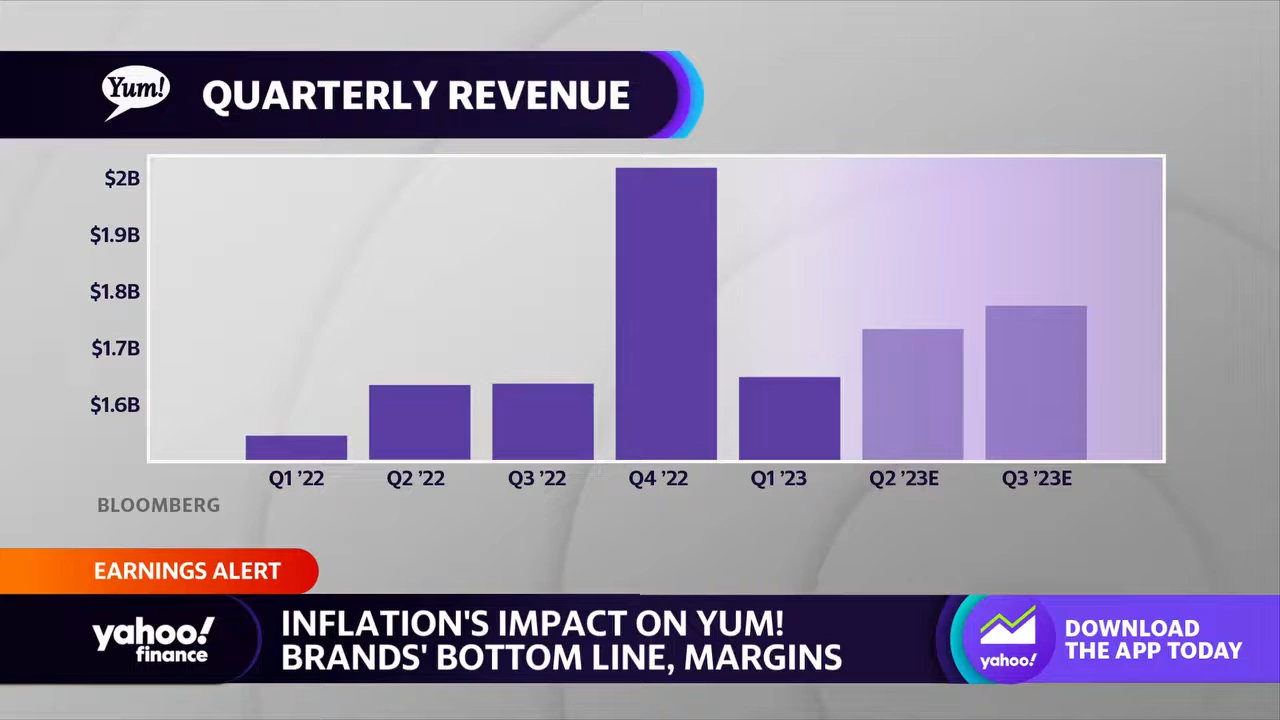 Yum!
QUARTERLY REVENUE
$2B
$1.9B
$1.8B
$1.7B
$1.6B
Q1 ’22 Q2 ’22 Q3 ’22 Q4 ’22 Q1 ’23 Q2 ’23E Q3 ’23E
BLOOMBERG
EARNINGS ALERT
yahoo!
finance
INFLATION'S IMPACT ON YUM!
BRANDS' BOTTOM LINE, MARGINS
yahoo!
DOWNLOAD
THE APP TODAY